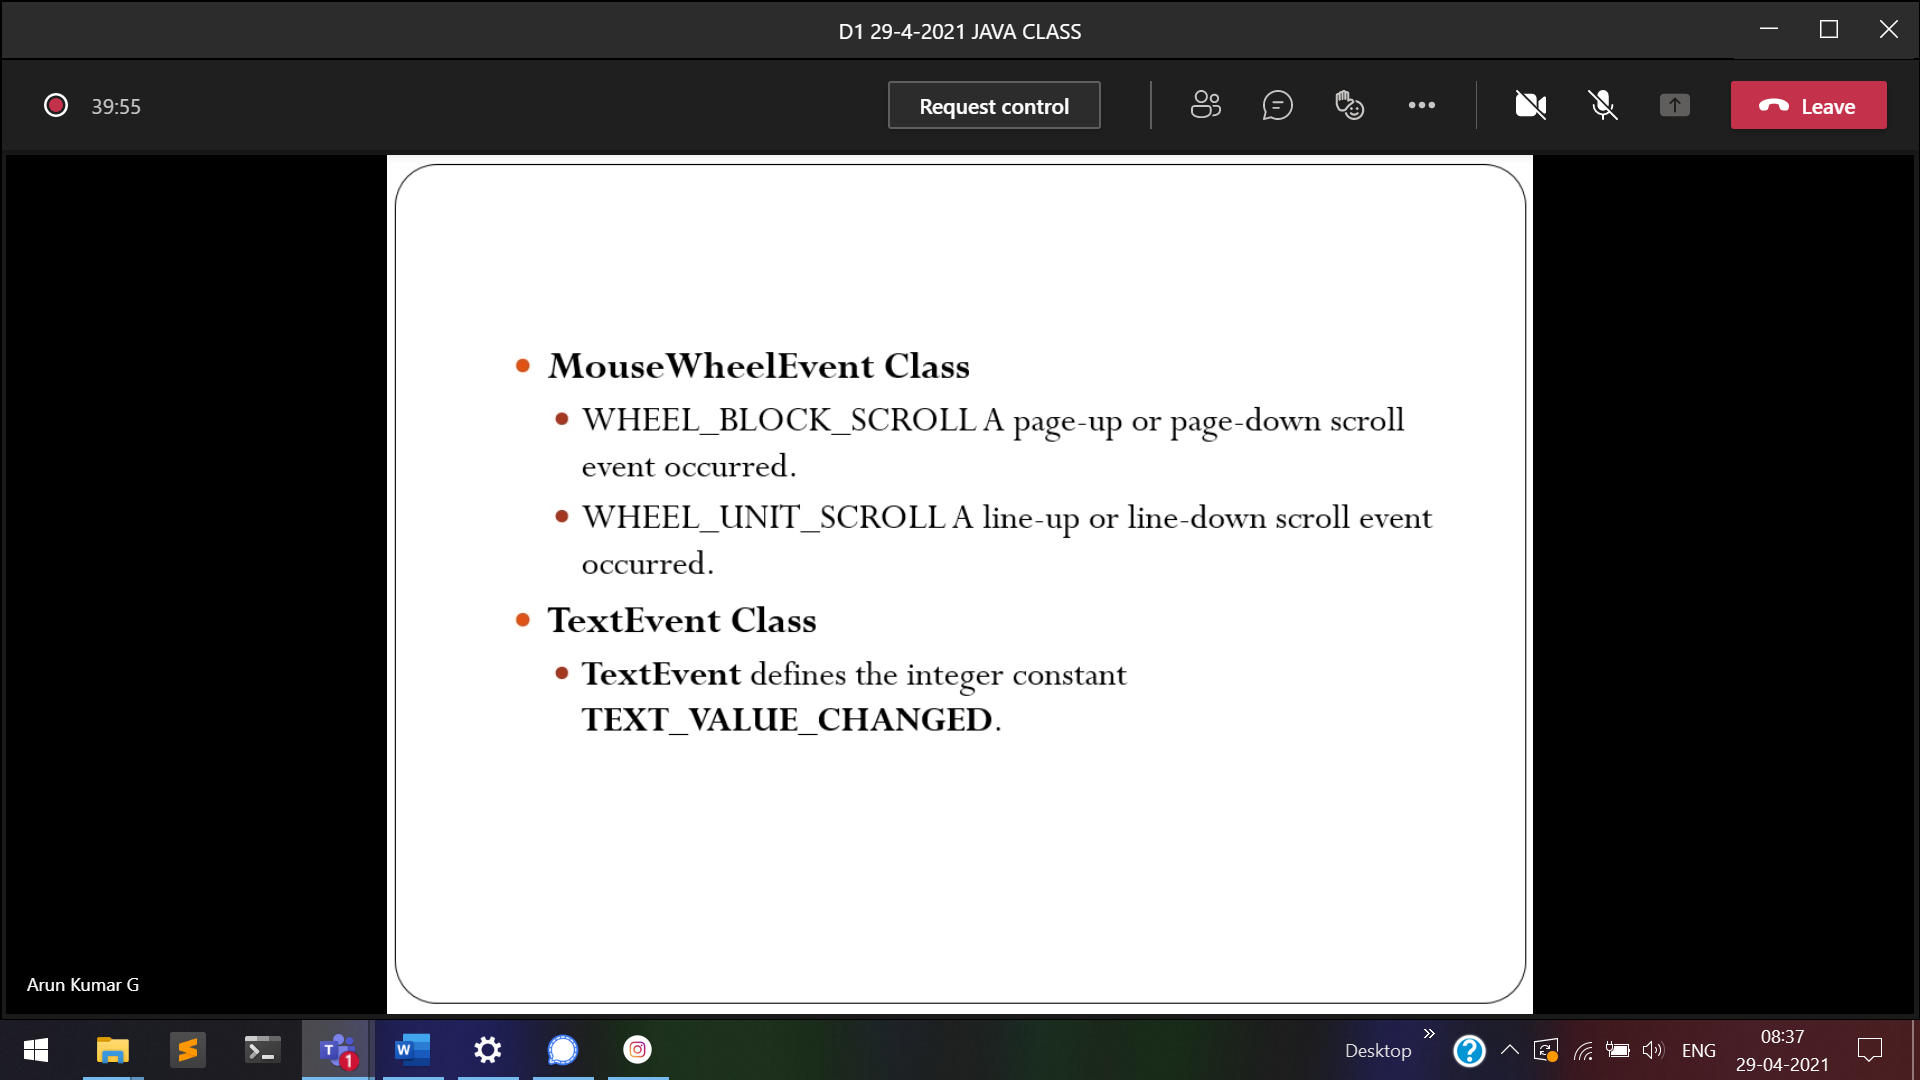 D1 29-4-2021 JAVA CLASS
39:55
Request control
Leave
MouseWheelEvent Class
WHEEL_BLOCK_SCROLL A page-up or page-down scroll
event occurred.
WHEEL_UNIT_SCROLL A line-up or line-down scroll event
occurred.
TextEvent Class
TextEvent defines the integer constant
TEXT_VALUE_CHANGED.
Arun Kumar G
T
1
W
Desktop
ENG
08:37
29-04-2021